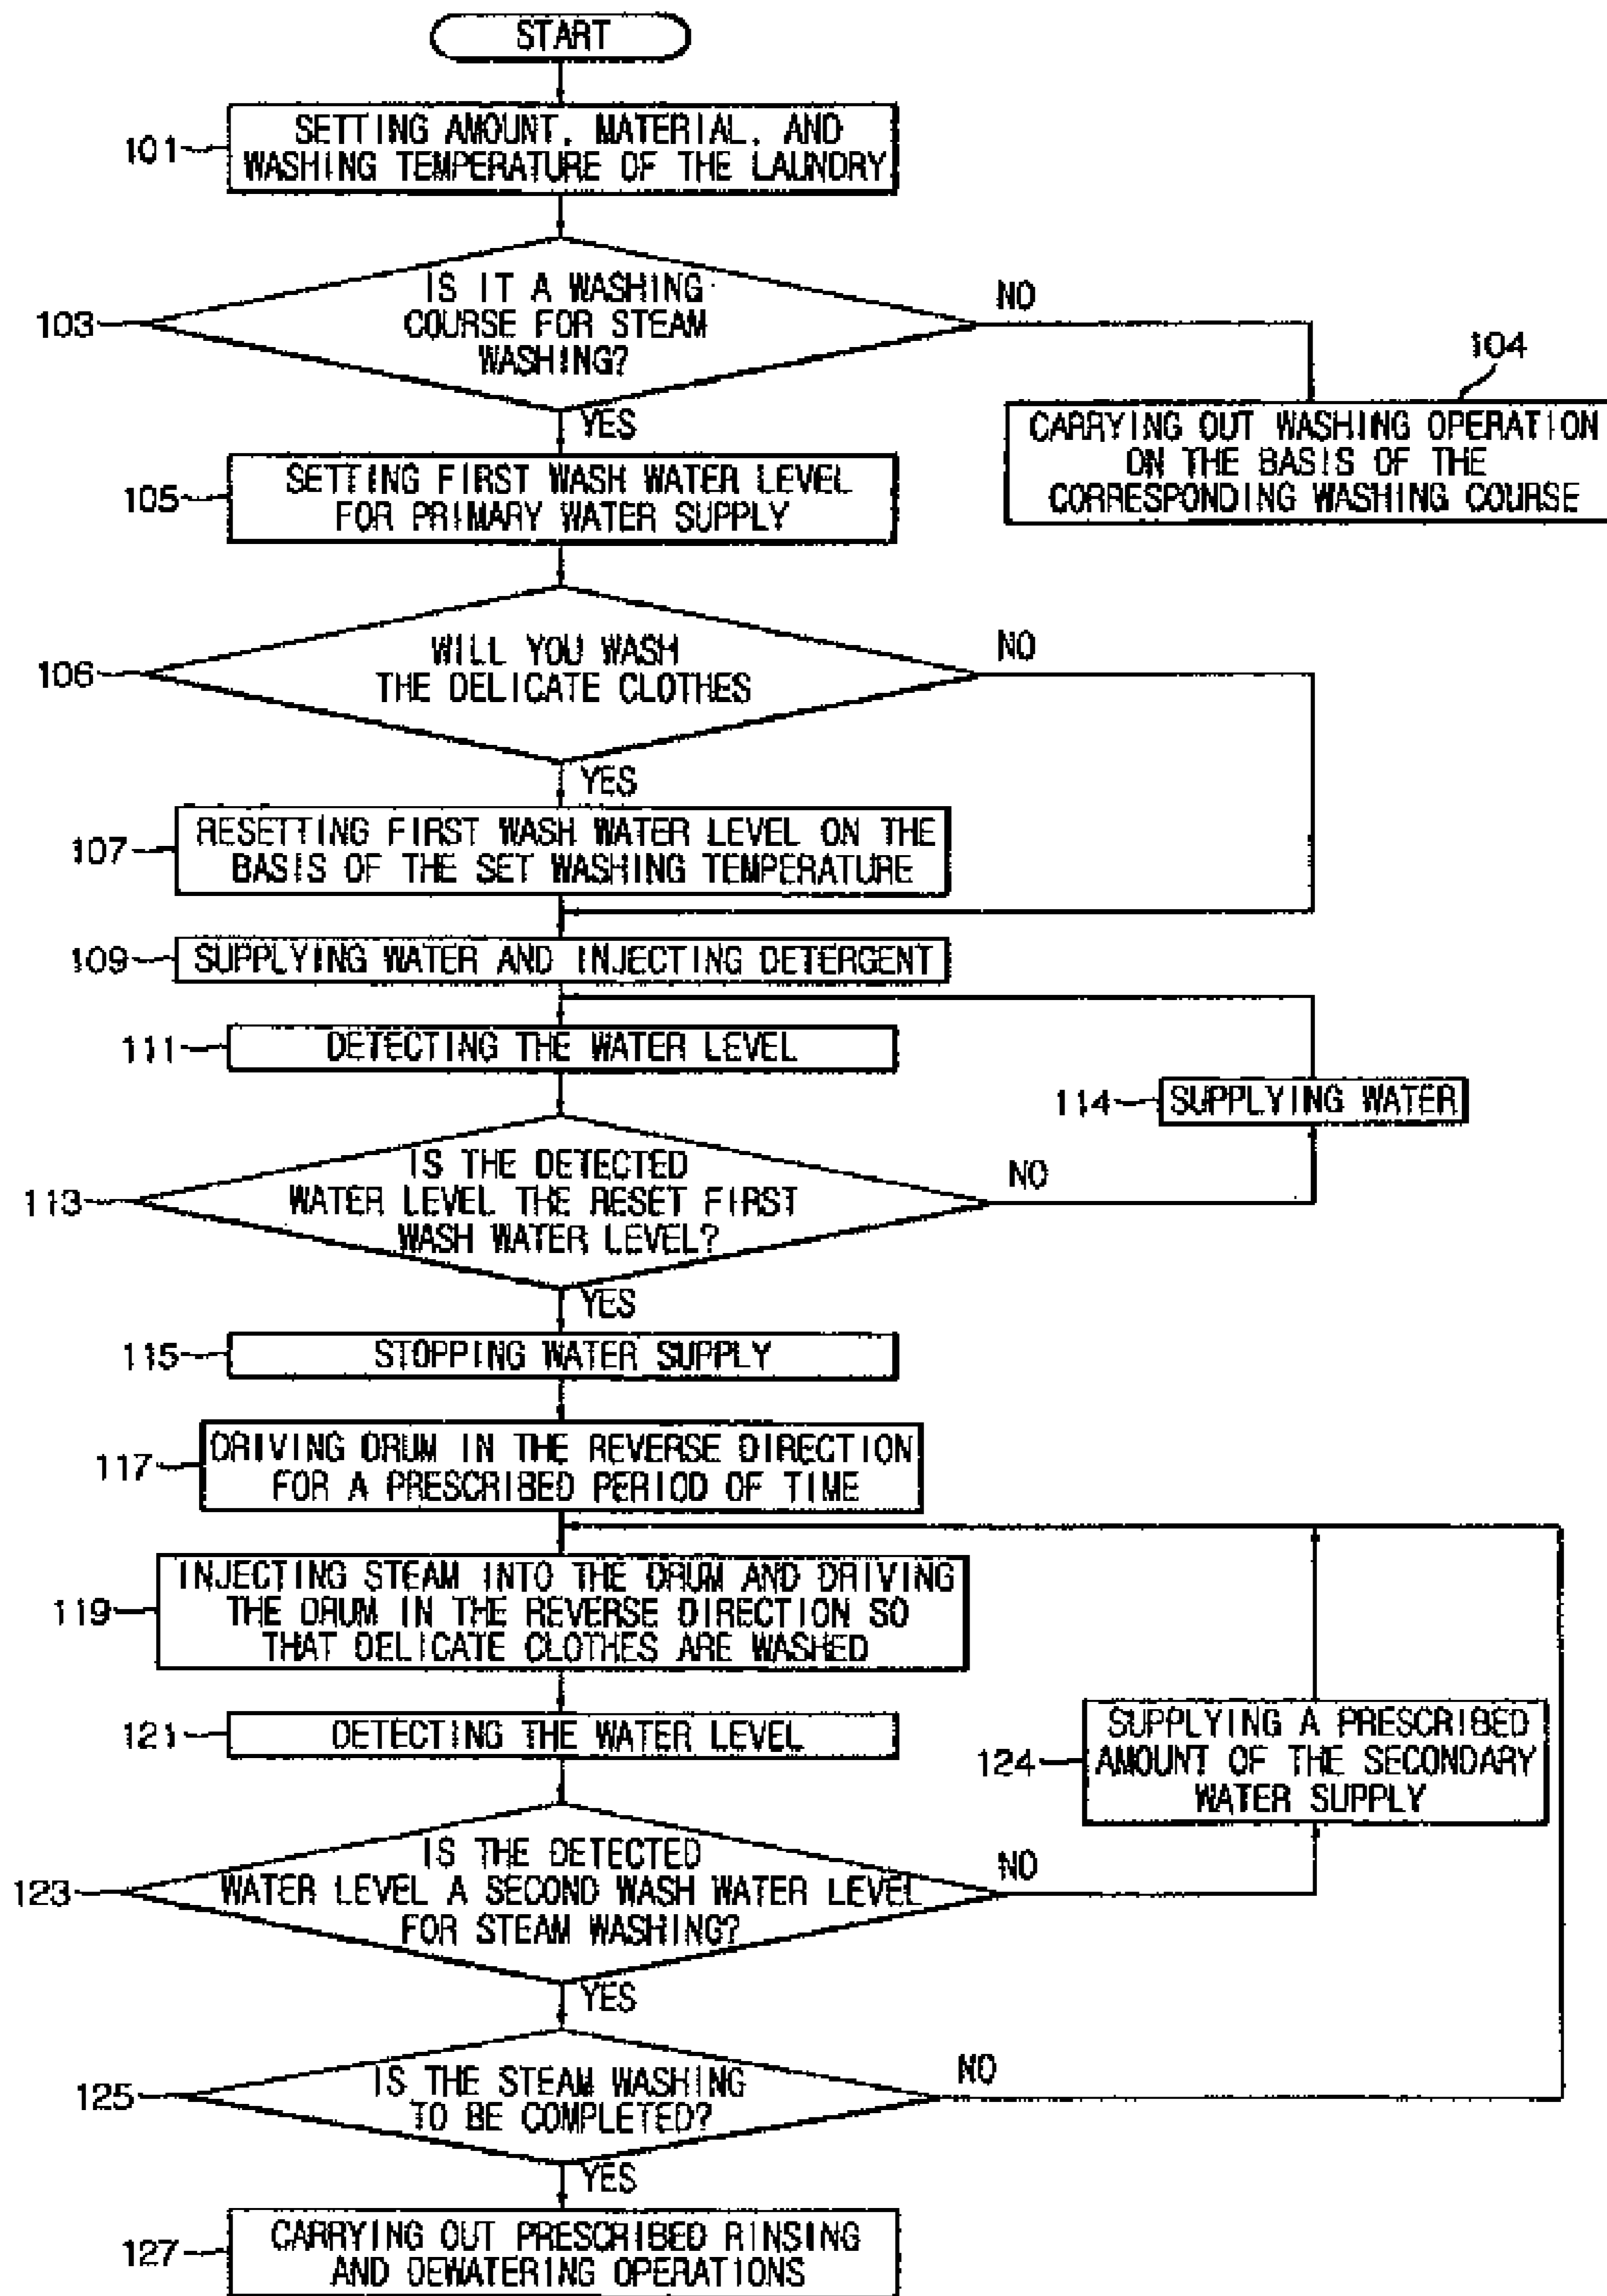 START
101
SETTING AMOUNT, MATERIAL, AND
WASHING TEMPERATURE OF THE LAUNDRY
103
IS IT A WASHING
COURSE FOR STEAM
WASHING?
NO
YES
104
CARRYING OUT WASHING OPERATION
ON THE BASIS OF THE
CORRESPONDING WASHING COURSE
105
SETTING FIRST WASH WATER LEVEL
FOR PRIMARY WATER SUPPLY
106
WILL YOU WASH
THE DELICATE CLOTHES
NO
YES
107
RESETTING FIRST WASH WATER LEVEL ON THE
BASIS OF THE SET WASHING TEMPERATURE
109
SUPPLYING WATER AND INJECTING DETERGENT
111
DETECTING THE WATER LEVEL
114
SUPPLYING WATER
113
IS THE DETECTED
WATER LEVEL THE RESET FIRST
WASH WATER LEVEL?
NO
YES
115
STOPPING WATER SUPPLY
117
DRIVING DRUM IN THE REVERSE DIRECTION
FOR A PRESCRIBED PERIOD OF TIME
119
INJECTING STEAM INTO THE DRUM AND DRIVING
THE DRUM IN THE REVERSE DIRECTION SO
THAT DELICATE CLOTHES ARE WASHED
121
DETECTING THE WATER LEVEL
124
SUPPLYING A PRESCRIBED
AMOUNT OF THE SECONDARY
WATER SUPPLY
123
IS THE DETECTED
WATER LEVEL A SECOND WASH WATER LEVEL
FOR STEAM WASHING?
NO
YES
125
IS THE STEAM WASHING
TO BE COMPLETED?
NO
YES
127
CARRYING OUT PRESCRIBED RINSING
AND DEWATERING OPERATIONS